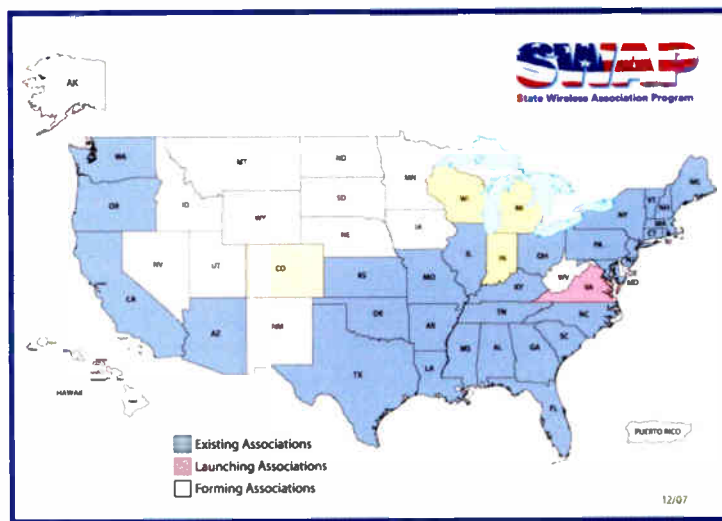 SWAP
State Wireless Association Program
AK
WA
MT
ND
MN
OR
ID
WY
SD
WI
MI
NY
VT
NH
ME
MA
CT
NE
IA
PA
NV
UT
CO
KS
MO
IL
IN
OH
WV
VA
MD
KY
CA
AZ
NM
OK
AR
TN
NC
SC
MS
AL
GA
TX
LA
FL
HAWAII
PUERTO RICO
Existing Associations
Launching Associations
Forming Associations
12/07